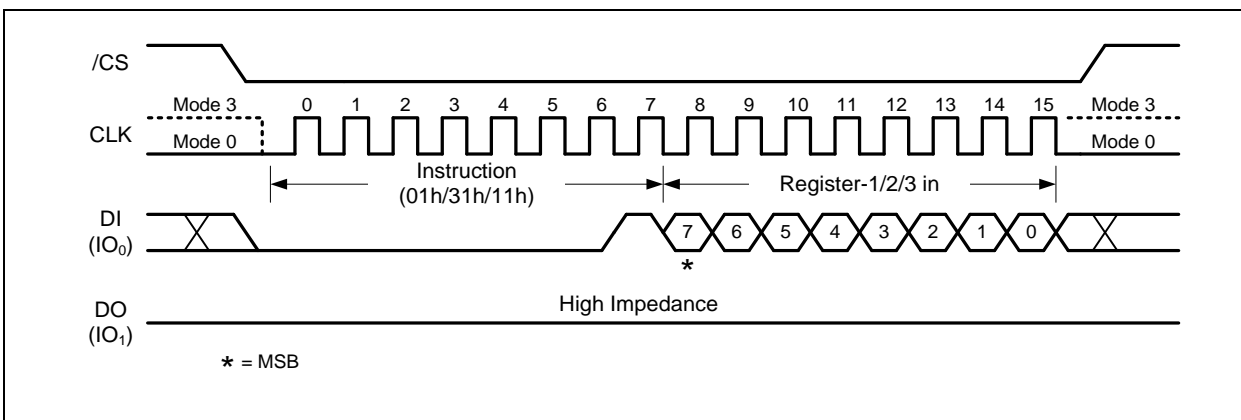 /CS
Mode 3 0 1 2 3 4 5 6 7 8 9 10 11 12 13 14 15 Mode 3
CLK
Mode 0 Mode 0
Instruction
(01h/31h/11h)
Register-1/2/3 in
DI
(IO₀)
7 6 5 4 3 2 1 0
*
High Impedance
DO
(IO₁)
* = MSB